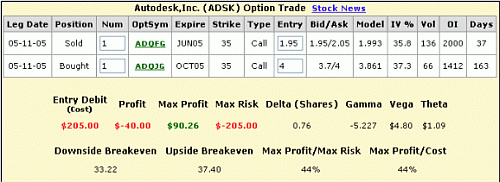 Autodesk,Inc. (ADSK) Option Trade Stock News
Leg Date Position Num OptSym Expire Strike Type Entry Bid/Ask Model IV % Vol OI Days
05-11-05 Sold 1 ADQFG JUN05 35 Call 1.95 1.95/2.05 1.993 35.8 136 2000 37
05-11-05 Bought 1 ADQJG OCT05 35 Call 4 3.7/4 3.861 37.3 66 1412 163
Entry Debit Profit Max Profit Max Risk Delta (Shares) Gamma Vega Theta
(Cost)
$205.00 $-40.00 $90.26 $-205.00 0.76 -5.227 $4.80 $1.09
Downside Breakeven Upside Breakeven Max Profit/Max Risk Max Profit/Cost
33.22 37.40 44% 44%